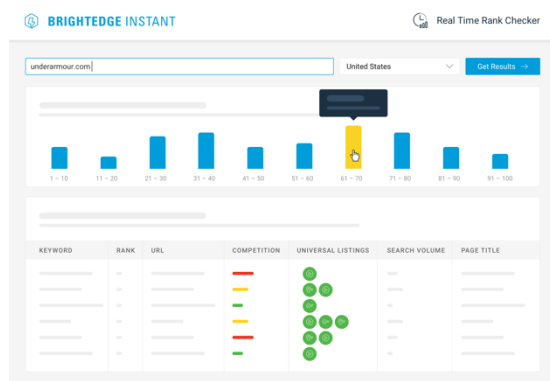 BRIGHTEDGE INSTANT
Real Time Rank Checker
underarmour.com
United States
Get Results →
1 – 10 11 – 20 21 – 30 31 – 40 41 – 50 51 – 60 61 – 70 71 – 80 81 – 90 91 – 100
KEYWORD RANK URL COMPETITION UNIVERSAL LISTINGS SEARCH VOLUME PAGE TITLE